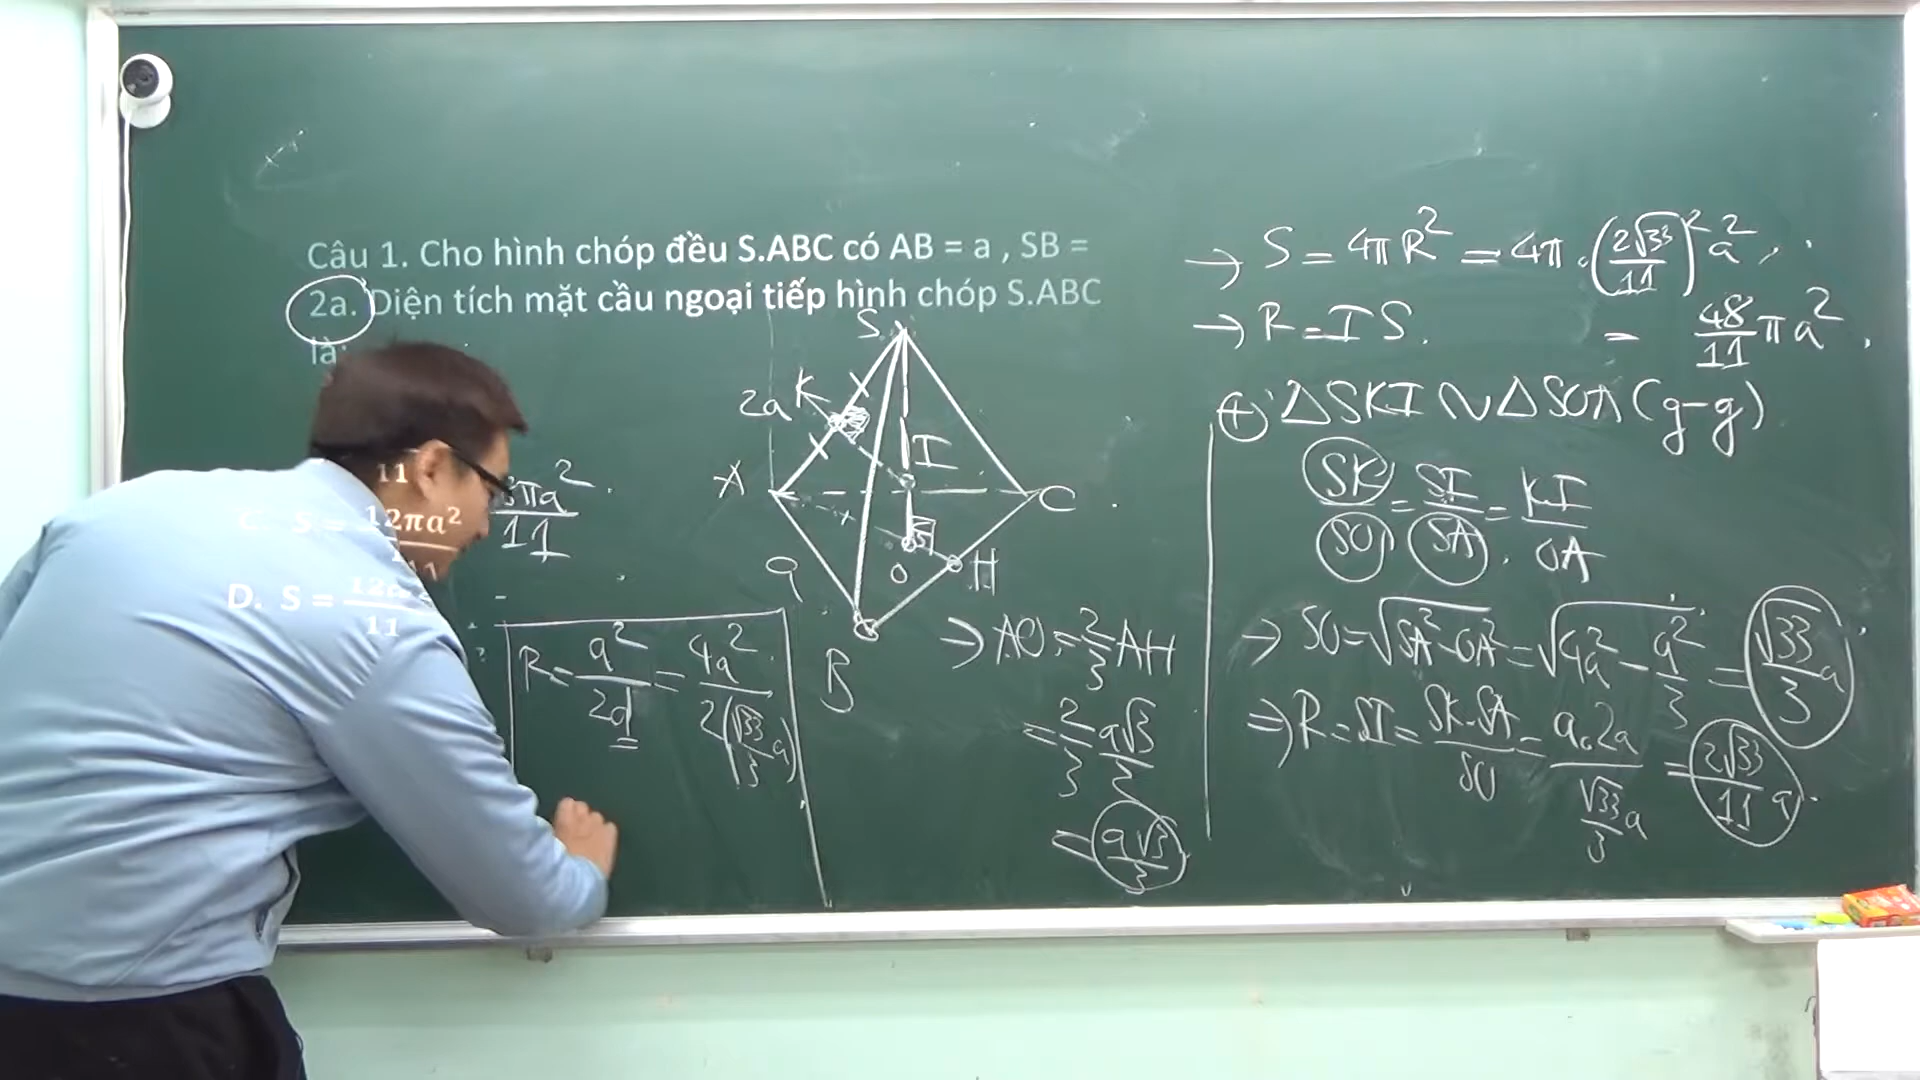 Câu 1. Cho hình chóp đều S.ABC có AB = a , SB =
2a. Diện tích mặt cầu ngoại tiếp hình chóp S.ABC
là:
11
C. S = 12πa²
D. S =
11
πa².
11
R = a²/2d = 4a²/2(√33/3 a)
S
2a K
I
A
C
a
O
H
B
→ AO = 2/3 AH
= 2/3 a√3/2
= a√3/3
→ S = 4πR² = 4π.(2√33/11)² a²
→ R = IS.
= 48/11 πa².
(+) ΔSKI ~ ΔSOA (g-g)
SK/SO = SI/SA = KI/OA
→ SO = √SA² - OA² = √4a² - a²/3 = √33/3 a
⇒ R = SI = SK.SA/SO = a.2a/√33/3 a = 2√33/11 a.